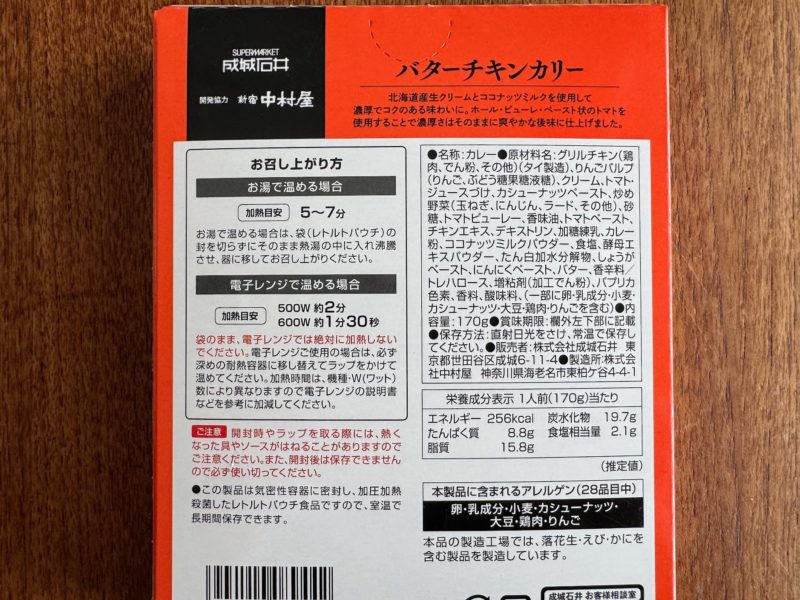 SUPERMARKET
成城石井
開発協力 新宿 中村屋
バターチキンカリー
北海道産生クリームとココナッツミルクを使用して
濃厚でコクのある味わいに。ホール・ピューレ・ペースト状のトマトを
使用することで濃厚さはそのままに爽やかな後味に仕上げました。
お召し上がり方
お湯で温める場合
加熱目安 5〜7分
お湯で温める場合は、袋(レトルトパウチ)
の封を切らずにそのまま熱湯の中に入れ沸騰
させ、器に移してお召し上がりください。
電子レンジで温める場合
加熱目安 500W 約2分
600W 約1分30秒
袋のまま、電子レンジでは絶対に加熱しない
でください。電子レンジご使用の場合は、必ず
深めの耐熱容器に移し替えてラップをかけて
温めてください。加熱時間は、機種・W(ワット)
数により異なりますので電子レンジの説明書
などを参考に加減してください。
ご注意 開封時やラップを取る際には、熱く
なった具やソースがはねることがありますので
ご注意ください。また、開封後は保存できません
ので必ず使い切ってください。
●この製品は気密性容器に密封し、加圧加熱
殺菌したレトルトパウチ食品ですので、室温で
長期間保存できます。
●名称:カレー●原材料名:グリルチキン(鶏
肉、でん粉、その他)(タイ製造)、りんごパルプ
(りんご、ぶどう糖果糖液糖)、クリーム、トマト・
ジュースづけ、カシューナッツペースト、炒め
野菜(玉ねぎ、にんじん、ラード、その他)、砂
糖、トマトピューレー、香味油、トマトペースト、
チキンエキス、デキストリン、加糖練乳、カレー
粉、ココナッツミルクパウダー、食塩、酵母エ
キスパウダー、たん白加水分解物、しょうが
ペースト、にんにくペースト、バター、香辛料/
トレハロース、増粘剤(加工でん粉)、パプリカ
色素、香料、酸味料、(一部に卵・乳成分・小麦・
カシューナッツ・大豆・鶏肉・りんごを含む)●内
容量:170g●賞味期限:欄外左下部に記載
●保存方法:直射日光をさけ、常温で保存し
てください。●販売者:株式会社成城石井 東
京都世田谷区成城6-11-4●製造所:株式会
社中村屋 神奈川県海老名市東柏ケ谷4-4-1
栄養成分表示 1人前(170g)当たり
エネルギー 256kcal 炭水化物 19.7g
たんぱく質 8.8g 食塩相当量 2.1g
脂質 15.8g
(推定値)
本製品に含まれるアレルゲン(28品目中)
卵・乳成分・小麦・カシューナッツ・
大豆・鶏肉・りんご
本品の製造工場では、落花生・えび・かにを
含む製品を製造しています。
成城石井 お客様相談室